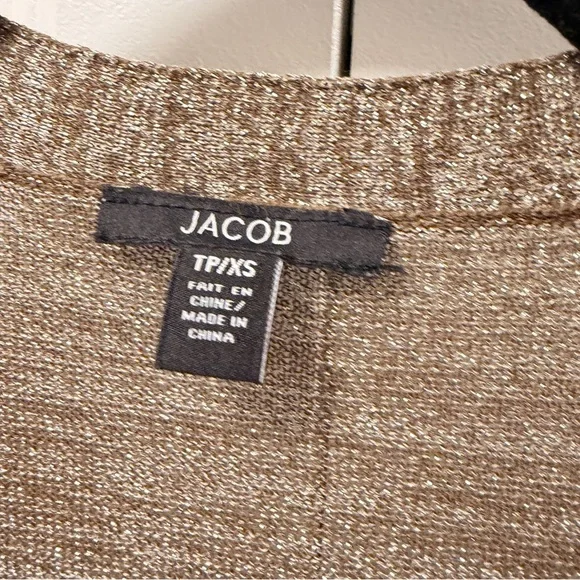 JACOB
TP/XS
FAIT EN
CHINE/
MADE IN
CHINA